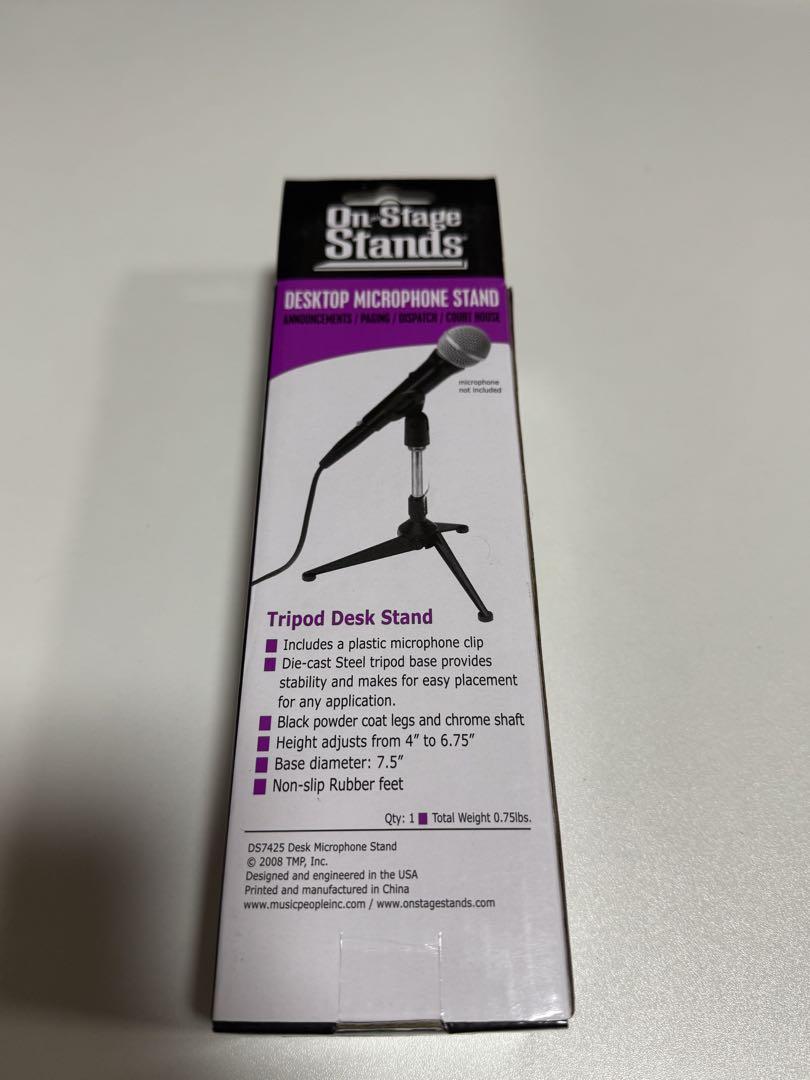 On-Stage
Stands®
DESKTOP MICROPHONE STAND
ANNOUNCEMENTS / PAGING / DISPATCH / COURT HOUSE
microphone
not included
Tripod Desk Stand
■ Includes a plastic microphone clip
■ Die-cast Steel tripod base provides
stability and makes for easy placement
for any application.
■ Black powder coat legs and chrome shaft
■ Height adjusts from 4” to 6.75”
■ Base diameter: 7.5”
■ Non-slip Rubber feet
Qty: 1 ■ Total Weight 0.75lbs.
DS7425 Desk Microphone Stand
© 2008 TMP, Inc.
Designed and engineered in the USA
Printed and manufactured in China
www.musicpeopleinc.com / www.onstagestands.com